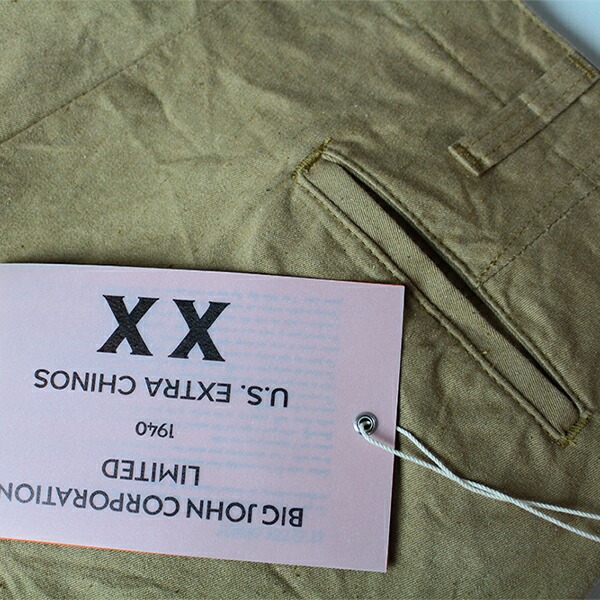 BIG JOHN CORPORATION
LIMITED
1940
U.S. EXTRA CHINOS
XX